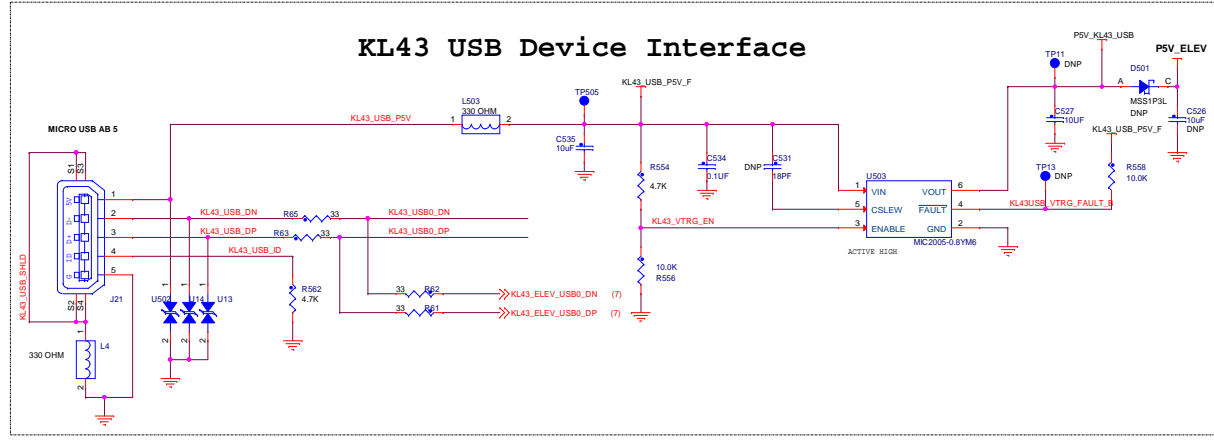 KL43 USB Device Interface
P5V_KL43_USB
P5V_ELEV
TP11
DNP
D501
A
C
MSS1P3L
DNP
C527
10UF
C526
10uF
DNP
KL43_USB_P5V_F
TP505
L503
330 OHM
1
2
KL43_USB_P5V
C535
10uF
KL43_USB_P5V_F
R558
10.0K
TP13
DNP
MICRO USB AB 5
S1
S3
5V
D-
D+
ID
G
1
2
3
4
5
S2
S4
J21
KL43_USB_SHLD
KL43_USB_DN
KL43_USB_DP
KL43_USB_ID
R65
33
R63
33
KL43_USB0_DN
KL43_USB0_DP
R554
4.7K
C534
0.1UF
DNP
C531
18PF
U503
1
VIN
VOUT
6
5
CSLEW
FAULT
4
3
ENABLE
GND
2
MIC2005-0.8YM6
ACTIVE HIGH
KL43USB_VTRG_FAULT_B
KL43_VTRG_EN
10.0K
R556
U502
U14
U13
1
1
1
2
2
2
R562
4.7K
33
R62
KL43_ELEV_USB0_DN (7)
33
R61
KL43_ELEV_USB0_DP (7)
330 OHM
L4
1
2